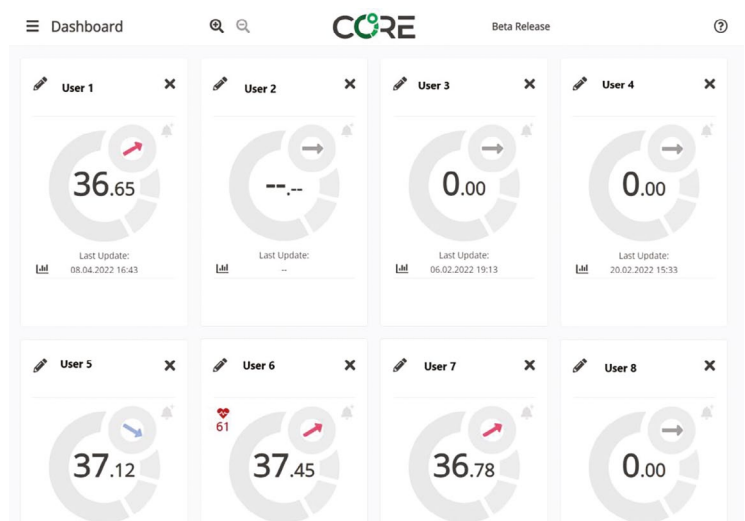 Dashboard
CORE
Beta Release
User 1
User 2
User 3
User 4
36.65
--.--
0.00
0.00
Last Update:
08.04.2022 16:43
Last Update:
--
Last Update:
06.02.2022 19:13
Last Update:
20.02.2022 15:33
User 5
User 6
User 7
User 8
61
37.12
37.45
36.78
0.00